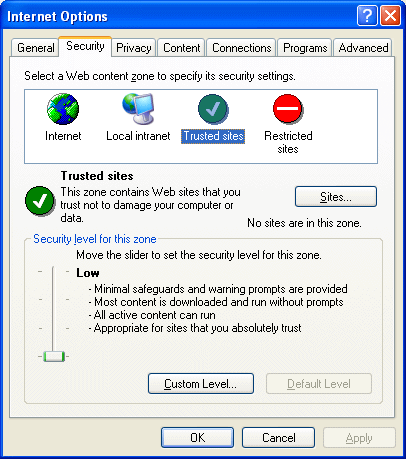 Internet Options
General Security Privacy Content Connections Programs Advanced
Select a Web content zone to specify its security settings.
Internet Local intranet Trusted sites Restricted
sites
Trusted sites
This zone contains Web sites that you
trust not to damage your computer or
data.
Sites...
No sites are in this zone.
Security level for this zone
Move the slider to set the security level for this zone.
Low
- Minimal safeguards and warning prompts are provided
- Most content is downloaded and run without prompts
- All active content can run
- Appropriate for sites that you absolutely trust
Custom Level... Default Level
OK Cancel Apply